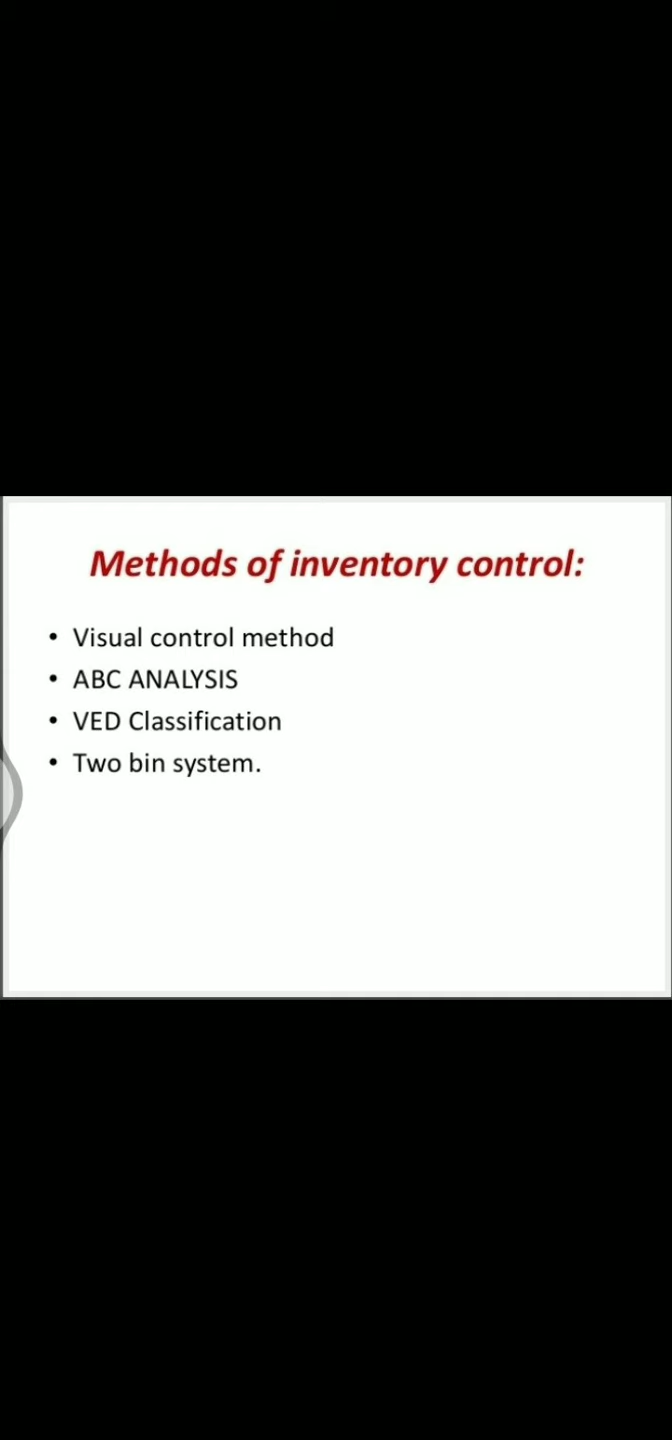 Methods of inventory control:
• Visual control method
• ABC ANALYSIS
• VED Classification
• Two bin system.